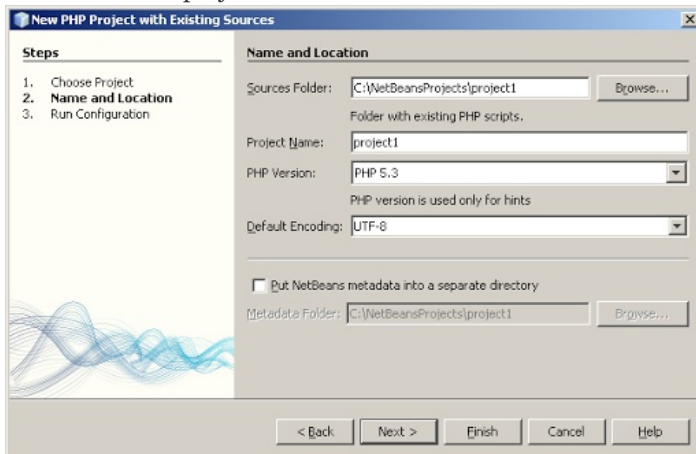 New PHP Project with Existing Sources
Steps
1. Choose Project
2. Name and Location
3. Run Configuration
Name and Location
Sources Folder: C:\NetBeansProjects\project1 Browse...
Folder with existing PHP scripts.
Project Name: project1
PHP Version: PHP 5.3
PHP version is used only for hints
Default Encoding: UTF-8
Put NetBeans metadata into a separate directory
Metadata Folder: C:\NetBeansProjects\project1 Browse...
< Back Next > Finish Cancel Help